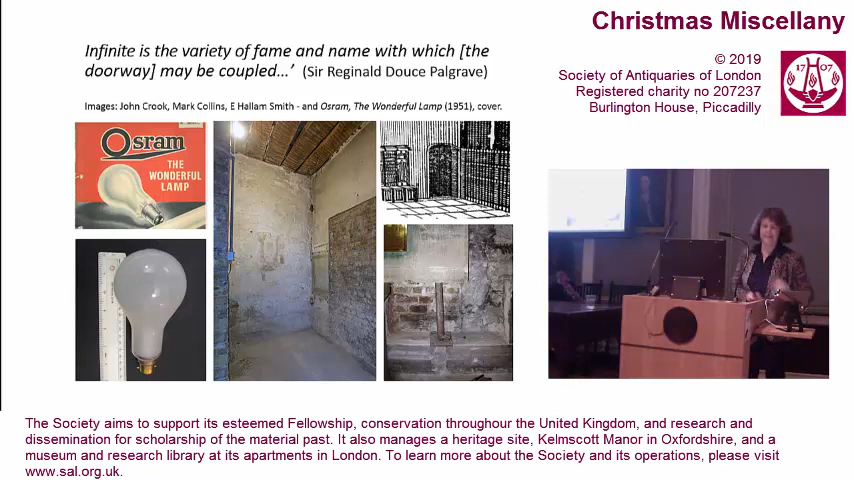 Christmas Miscellany
Infinite is the variety of fame and name with which [the
doorway] may be coupled...’ (Sir Reginald Douce Palgrave)
Images: John Crook, Mark Collins, E Hallam Smith - and Osram, The Wonderful Lamp (1951), cover.
Osram
THE
WONDERFUL
LAMP
© 2019
Society of Antiquaries of London
Registered charity no 207237
Burlington House, Piccadilly
1707
The Society aims to support its esteemed Fellowship, conservation throughour the United Kingdom, and research and
dissemination for scholarship of the material past. It also manages a heritage site, Kelmscott Manor in Oxfordshire, and a
museum and research library at its apartments in London. To learn more about the Society and its operations, please visit
www.sal.org.uk.